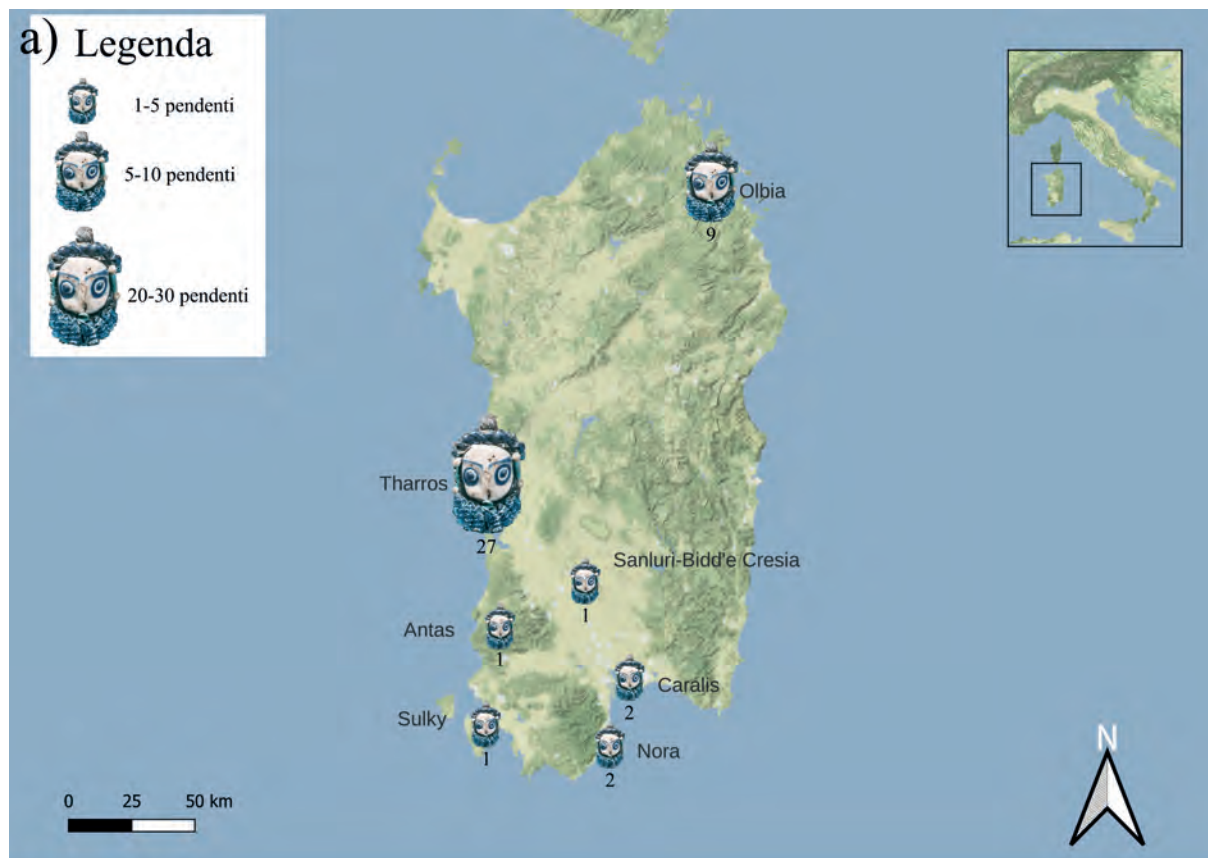 a) Legenda
1-5 pendenti
5-10 pendenti
20-30 pendenti
Olbia
9
Tharros
27
Sanluri-Bidd'e Cresia
1
Antas
1
Caralis
2
Sulky
1
Nora
2
0 25 50 km
N